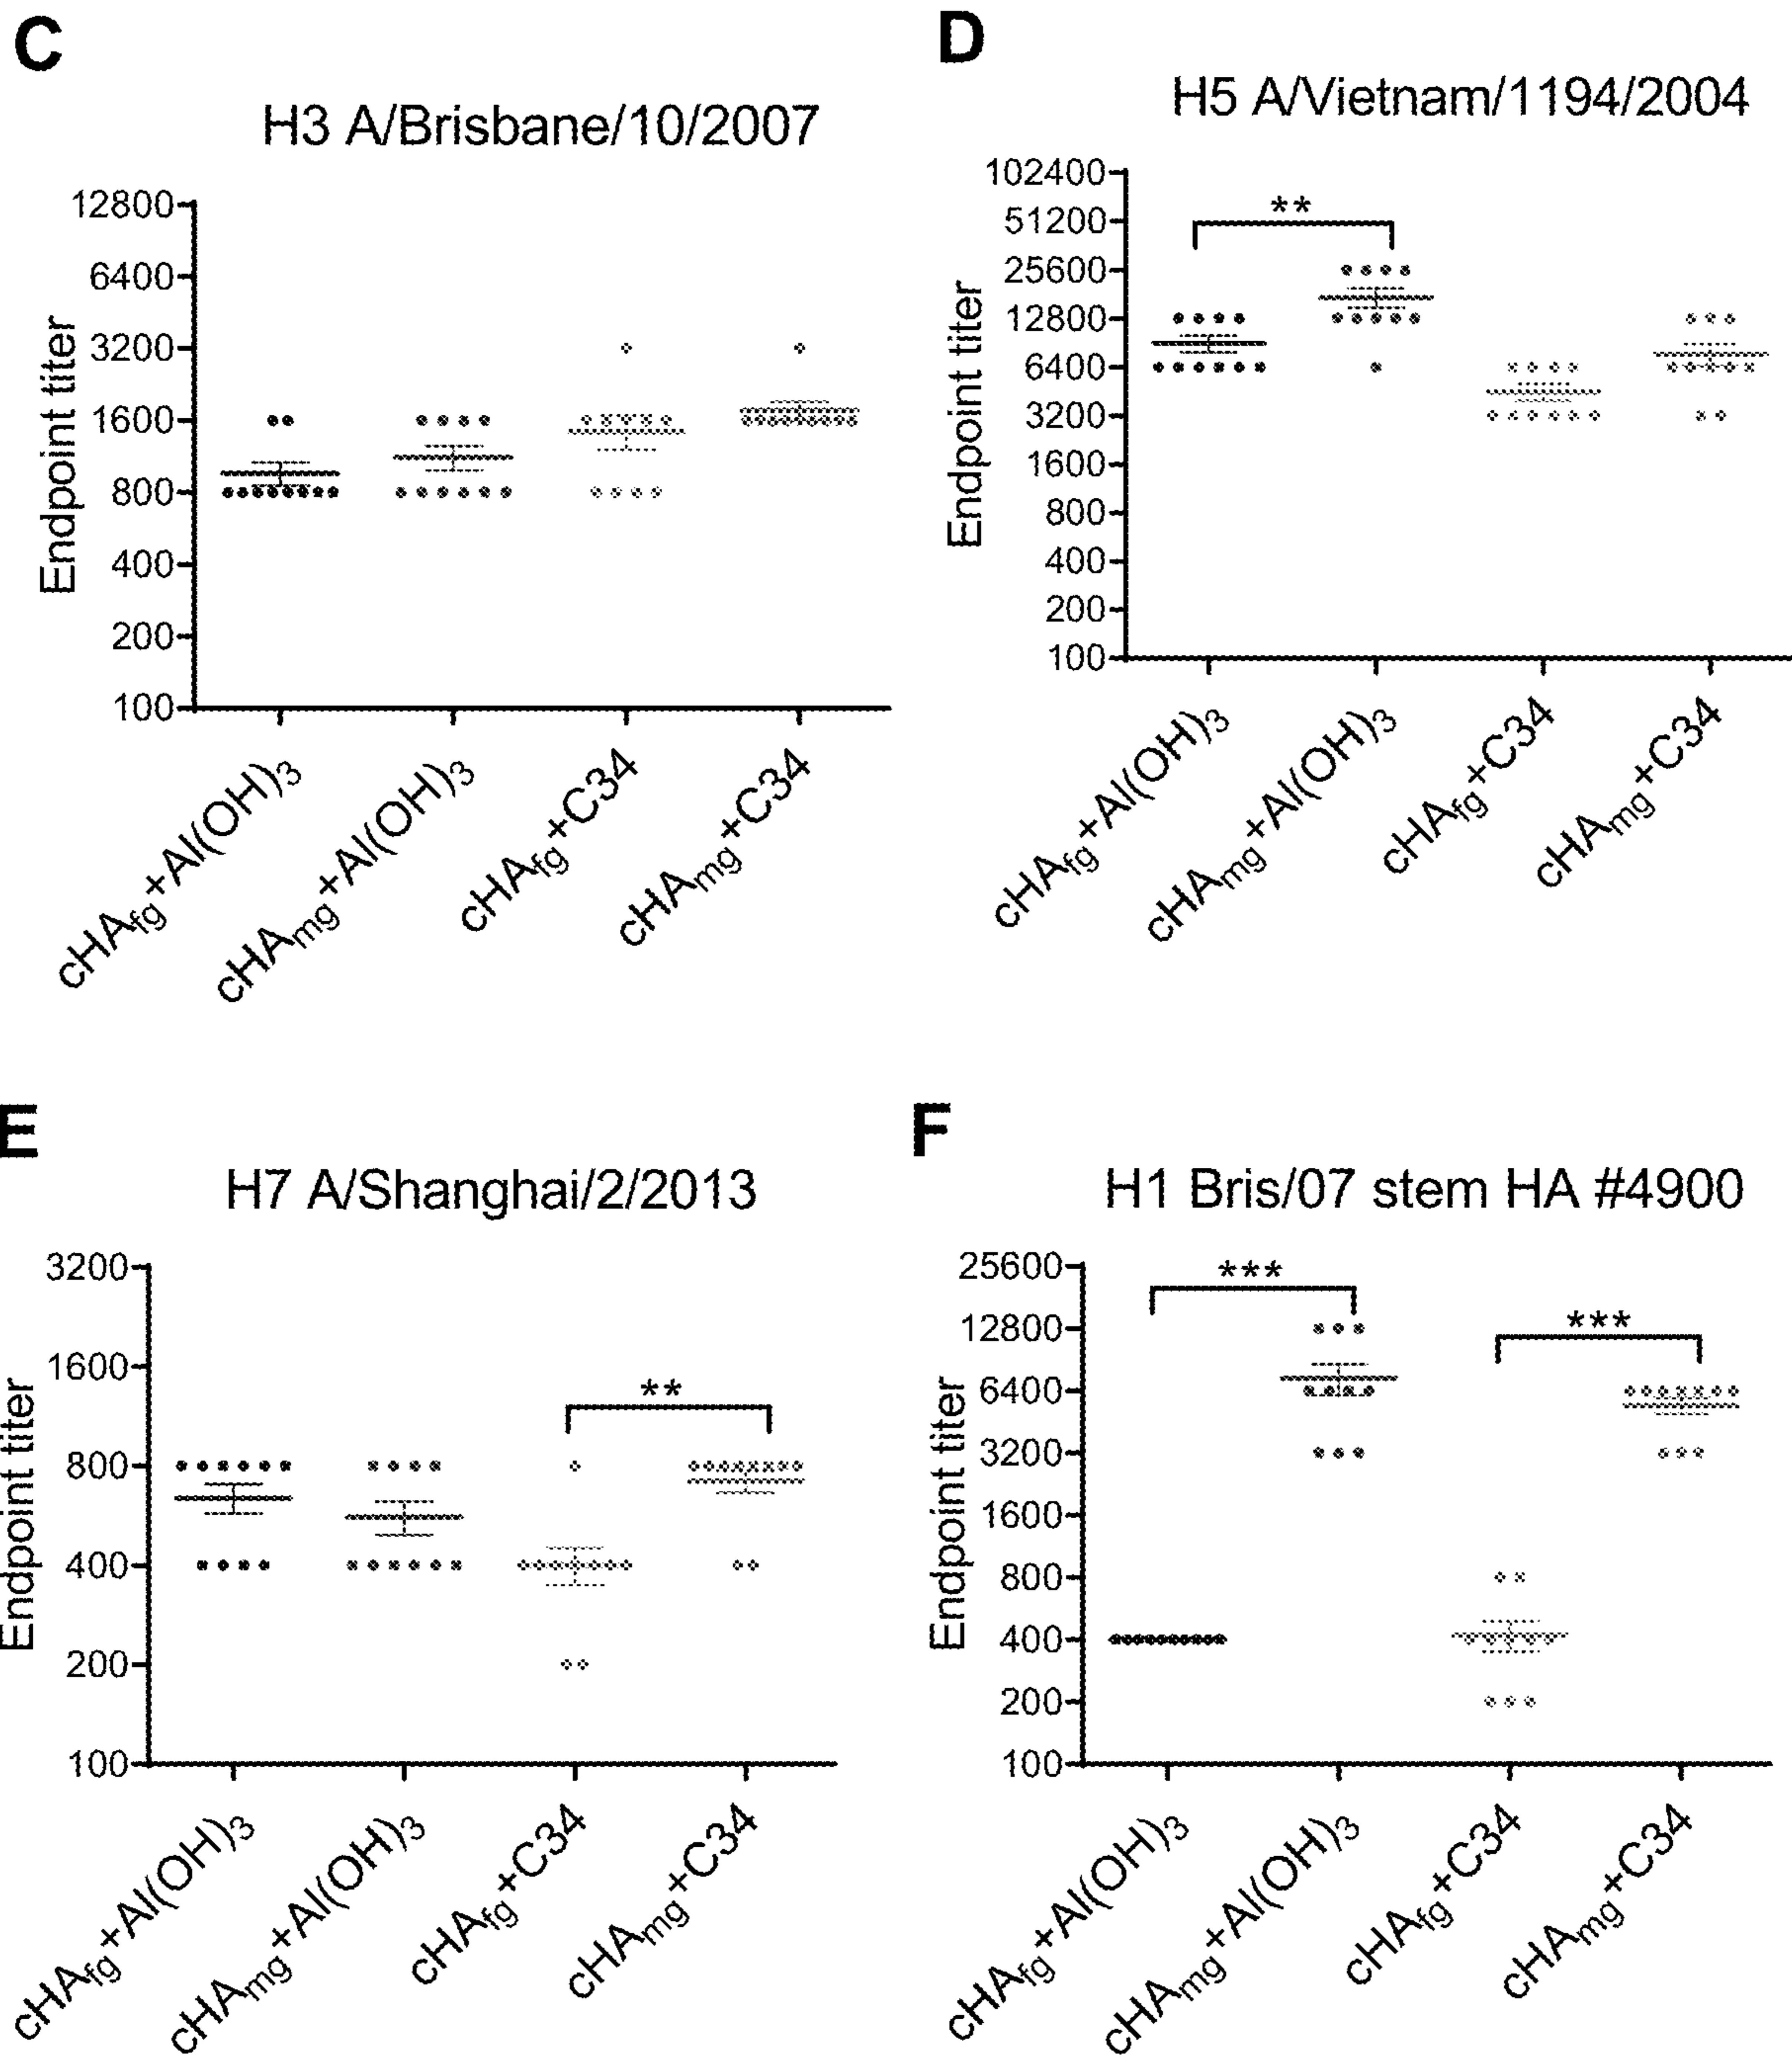 C
H3 A/Brisbane/10/2007
Endpoint titer
12800
6400
3200
1600
800
400
200
100
cHAfg+Al(OH)3
cHAmg+Al(OH)3
cHAfg+C34
cHAmg+C34
D
H5 A/Vietnam/1194/2004
Endpoint titer
102400
51200
25600
12800
6400
3200
1600
800
400
200
100
**
cHAfg+Al(OH)3
cHAmg+Al(OH)3
cHAfg+C34
cHAmg+C34
E
H7 A/Shanghai/2/2013
Endpoint titer
3200
1600
800
400
200
100
**
cHAfg+Al(OH)3
cHAmg+Al(OH)3
cHAfg+C34
cHAmg+C34
F
H1 Bris/07 stem HA #4900
Endpoint titer
25600
12800
6400
3200
1600
800
400
200
100
***
***
cHAfg+Al(OH)3
cHAmg+Al(OH)3
cHAfg+C34
cHAmg+C34